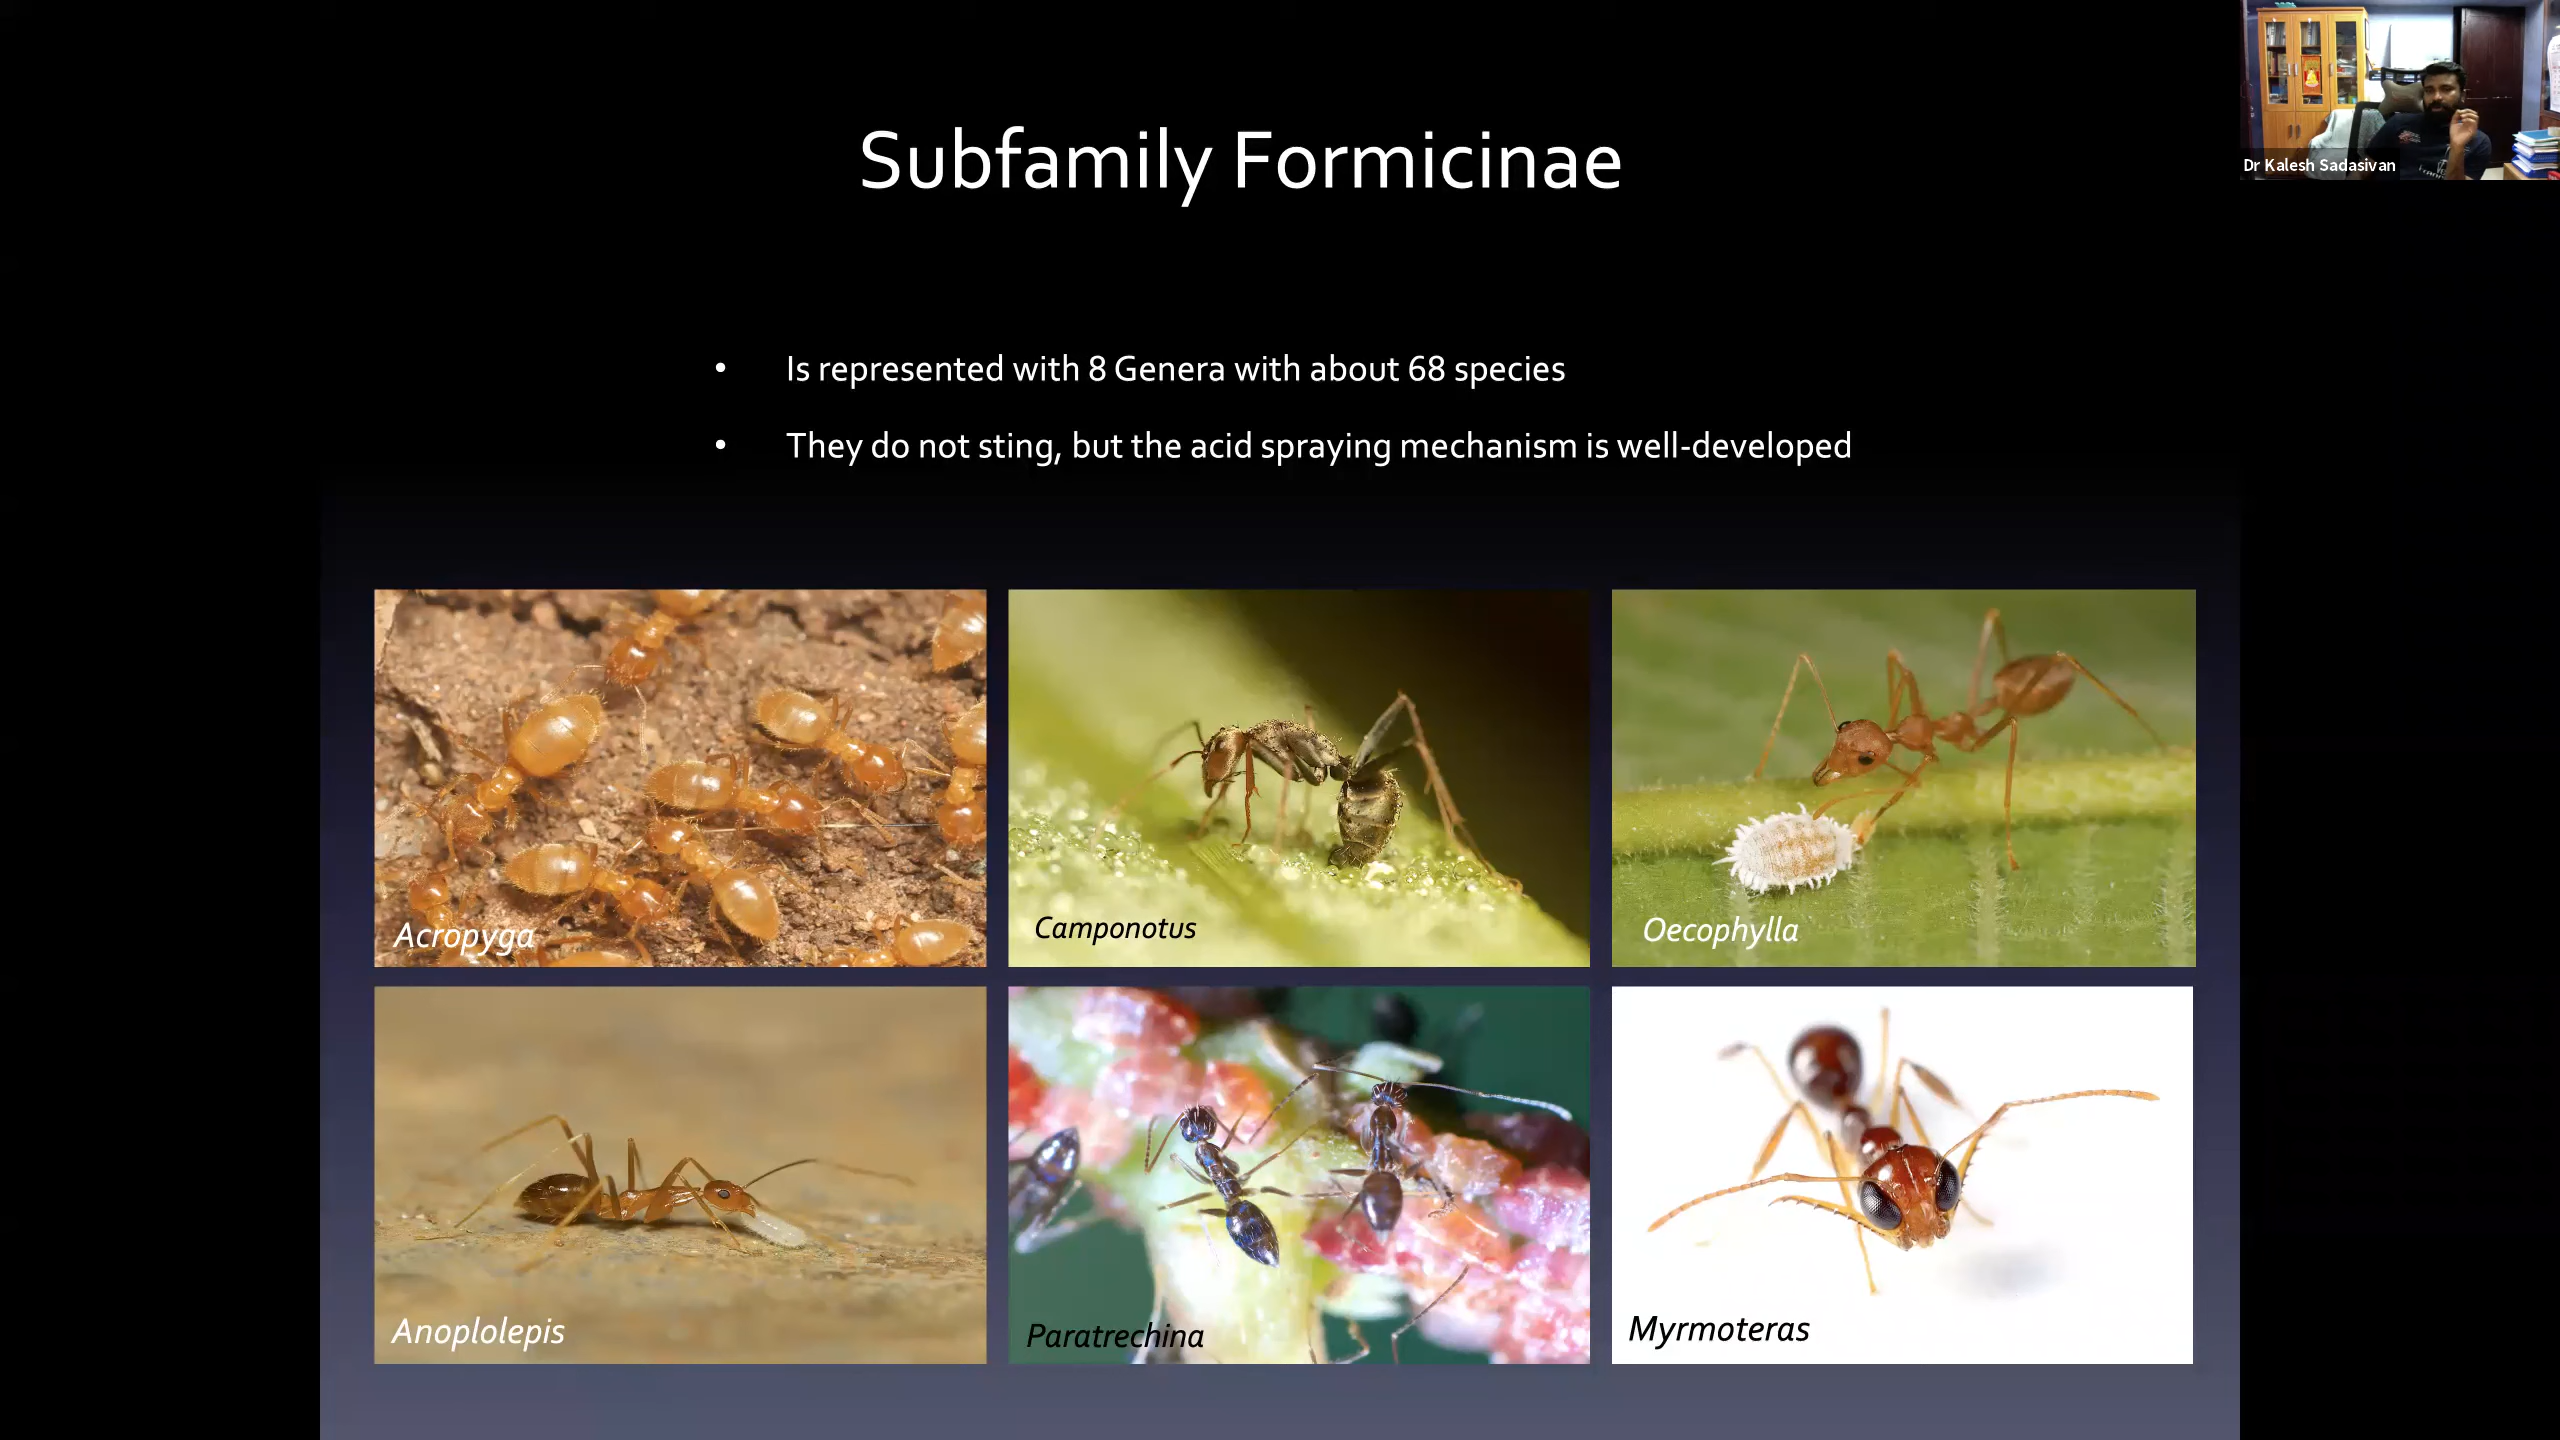 Subfamily Formicinae
Dr Kalesh Sadasivan
• Is represented with 8 Genera with about 68 species
• They do not sting, but the acid spraying mechanism is well-developed
Acropyga
Camponotus
Oecophylla
Anoplolepis
Paratrechina
Myrmoteras